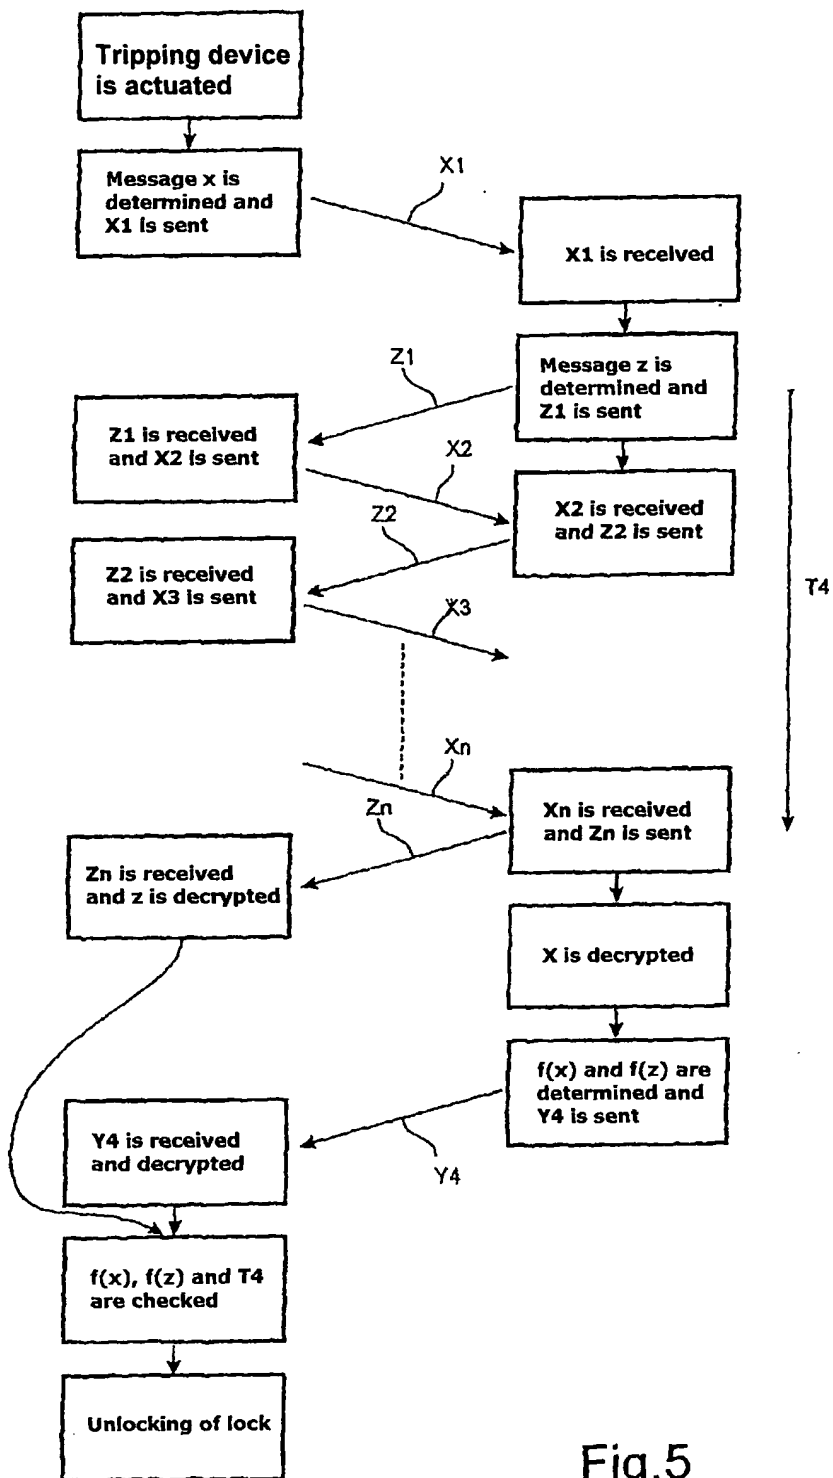 Tripping device
is actuated
Message x is
determined and
X1 is sent
X1
X1 is received
Z1
Message z is
determined and
Z1 is sent
Z1 is received
and X2 is sent
X2
X2 is received
and Z2 is sent
Z2
Z2 is received
and X3 is sent
X3
T4
Xn
Xn is received
and Zn is sent
Zn
Zn is received
and z is decrypted
X is decrypted
f(x) and f(z) are
determined and
Y4 is sent
Y4 is received
and decrypted
Y4
f(x), f(z) and T4
are checked
Unlocking of lock
Fig.5